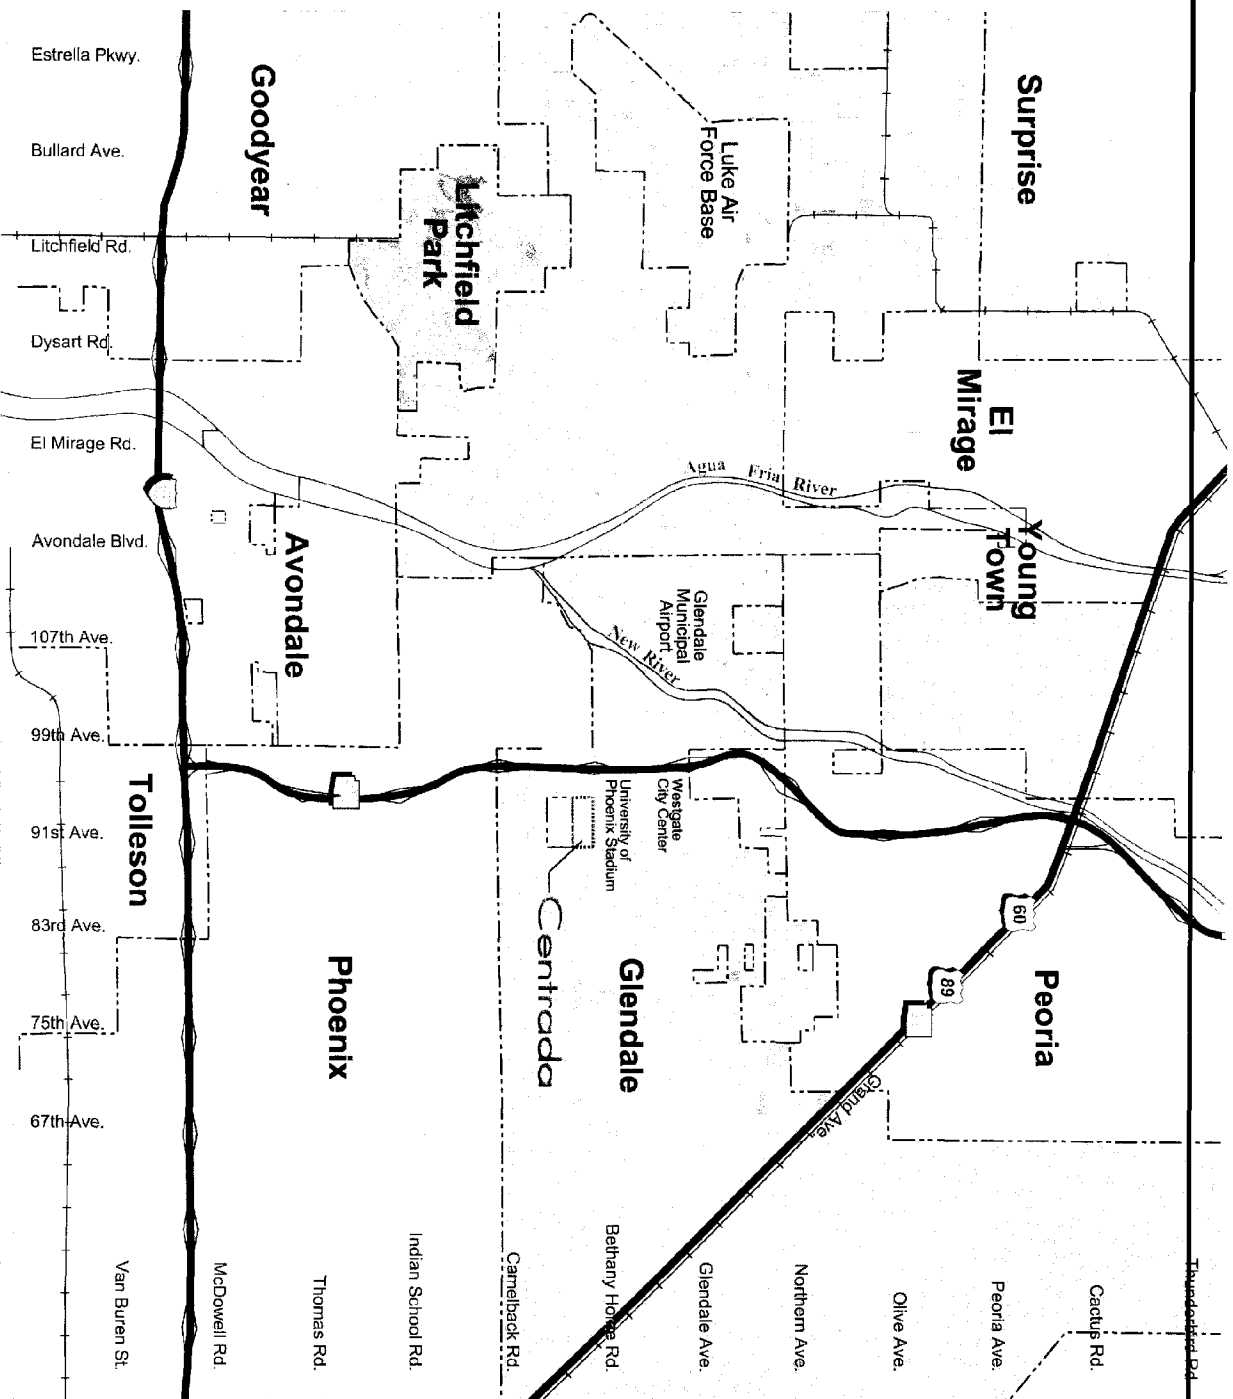 Estrella Pkwy.
Bullard Ave.
Litchfield Rd.
Dysart Rd.
El Mirage Rd.
Avondale Blvd.
107th Ave.
99th Ave.
91st Ave.
83rd Ave.
75th Ave.
67th Ave.
Goodyear
Litchfield
Park
Luke Air
Force Base
Surprise
El
Mirage
Agua Fria River
Young
Town
Avondale
Glendale
Municipal
Airport
New River
Tolleson
Westgate
City Center
University of
Phoenix Stadium
Centrada
Phoenix
Glendale
Peoria
60
89
Grand Ave.
Van Buren St.
McDowell Rd.
Thomas Rd.
Indian School Rd.
Camelback Rd.
Bethany Home Rd.
Glendale Ave.
Northern Ave.
Olive Ave.
Peoria Ave.
Cactus Rd.
Thunderbird Rd